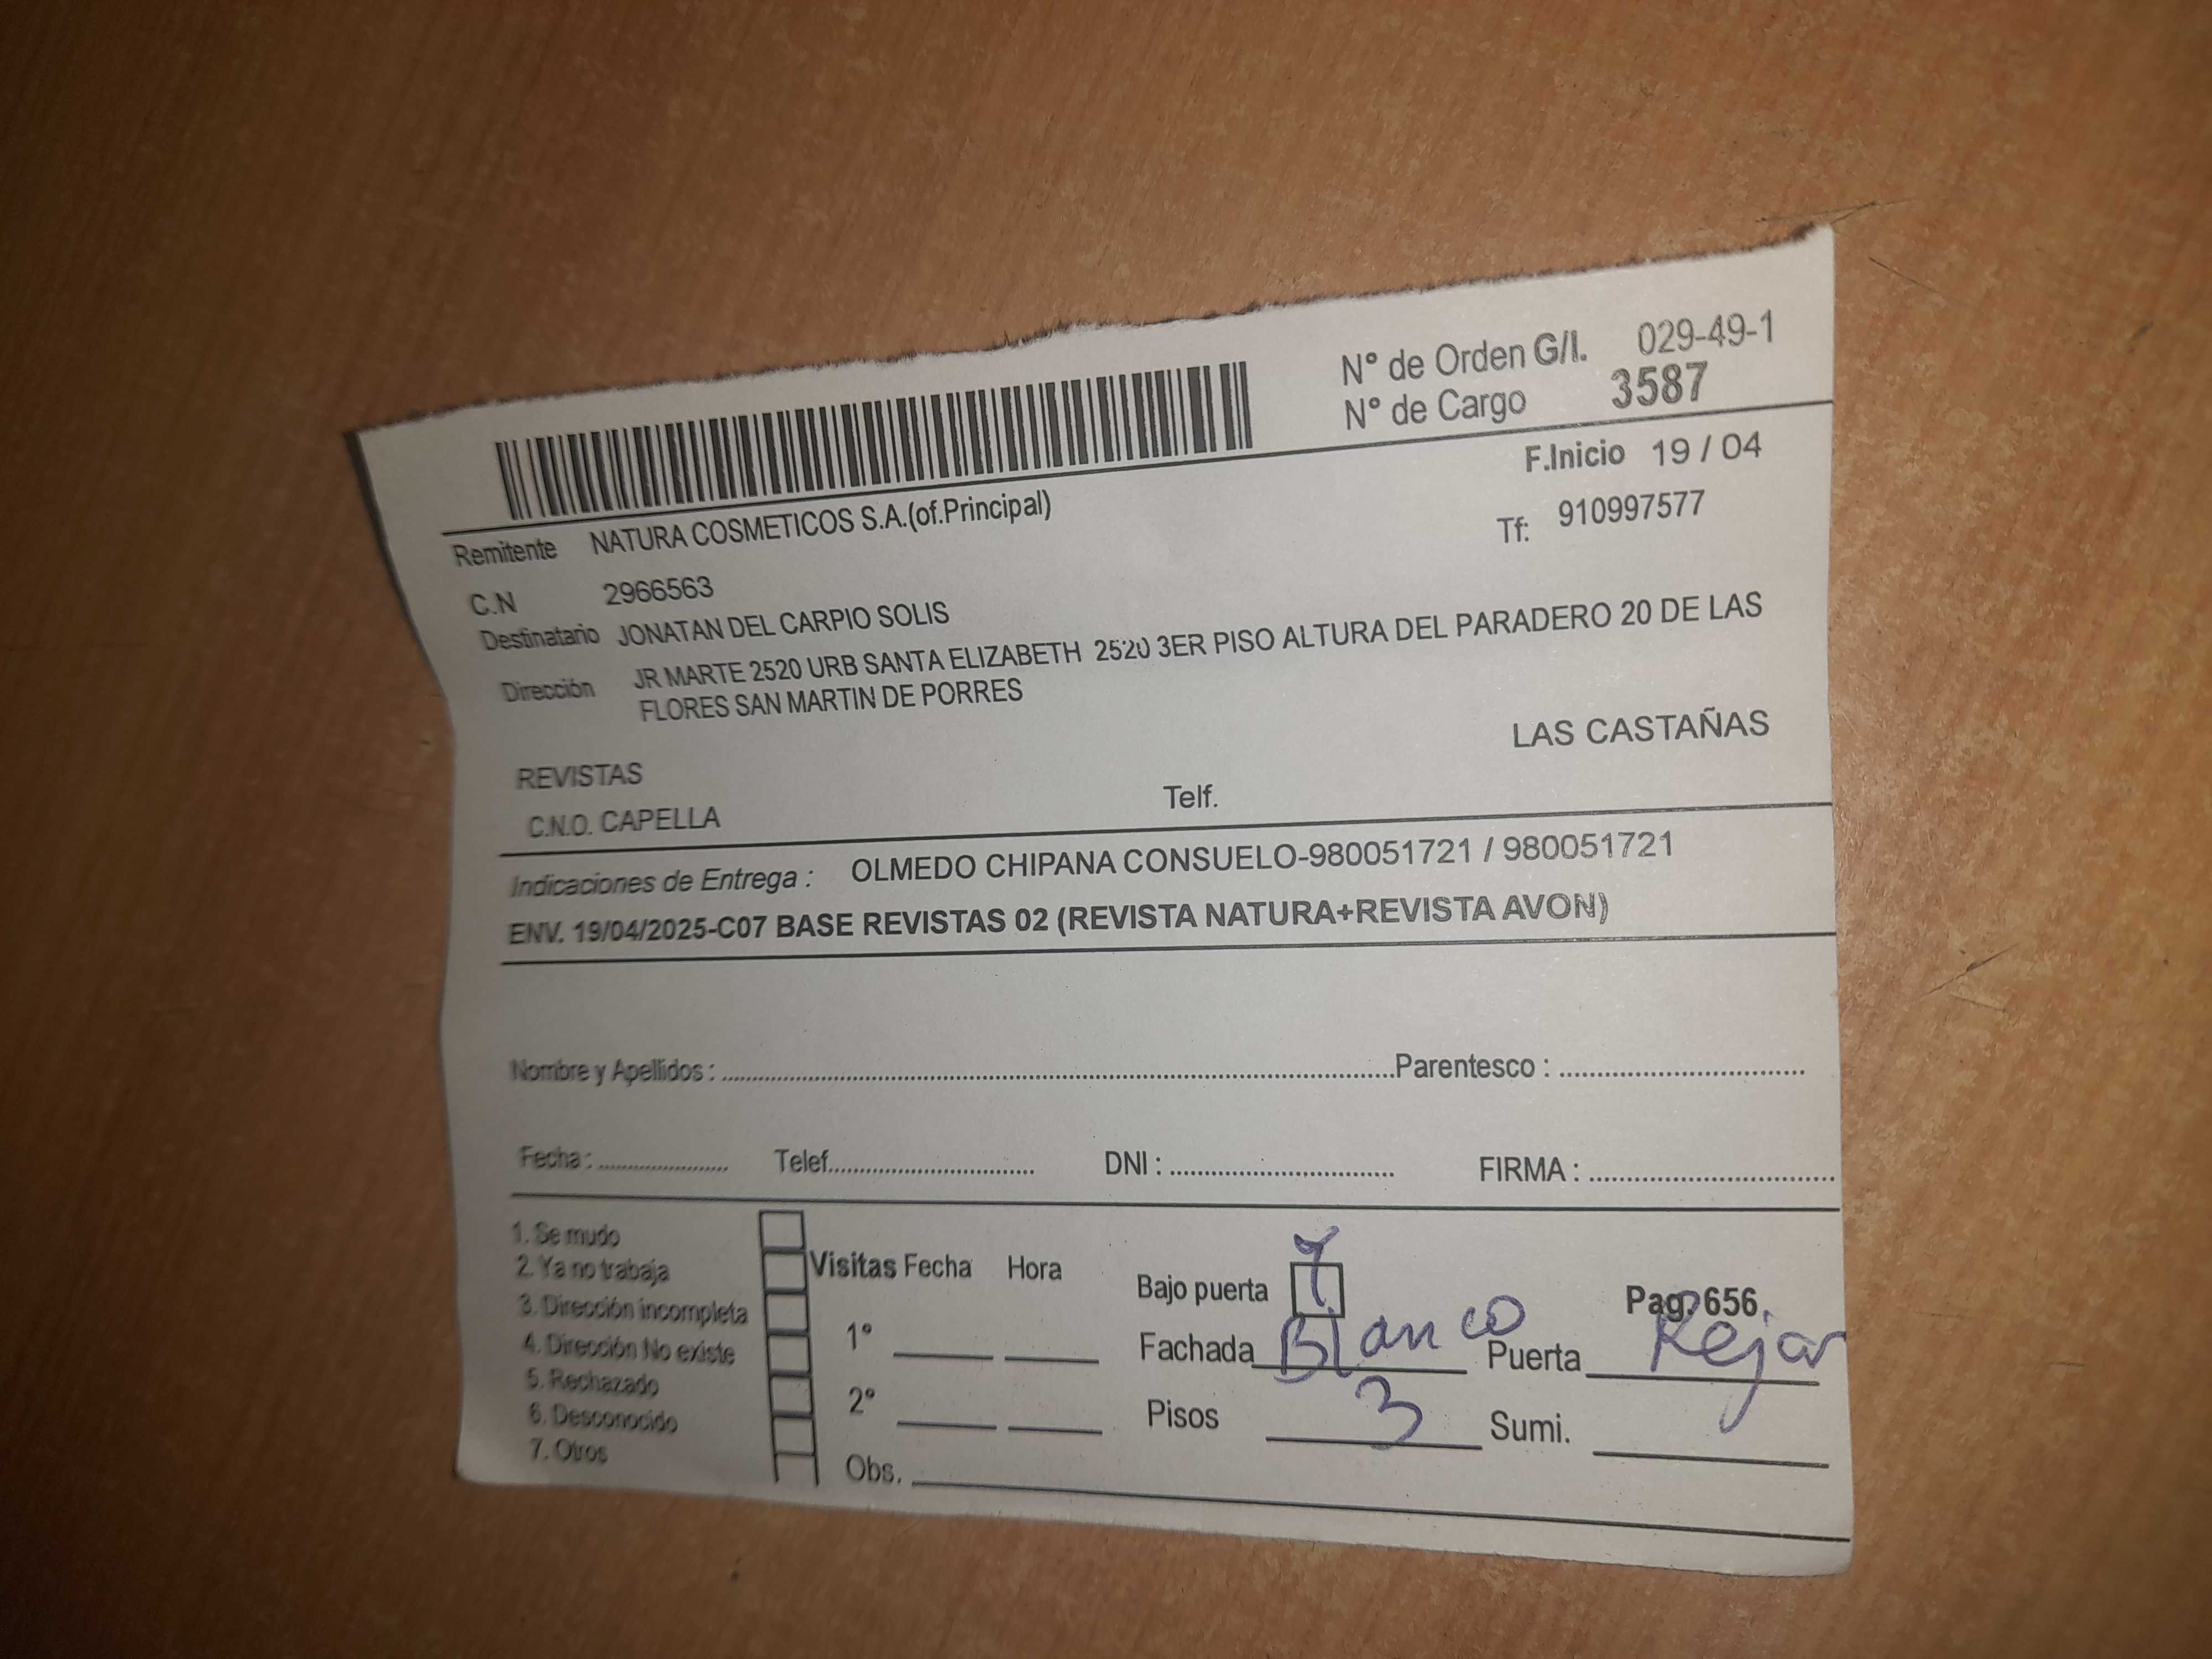 N° de Orden G/I. 029-49-1
N° de Cargo 3587
F.Inicio 19 / 04
Remitente NATURA COSMETICOS S.A.(of.Principal)
Tf: 910997577
C.N 2966563
Destinatario JONATAN DEL CARPIO SOLIS
Dirección JR MARTE 2520 URB SANTA ELIZABETH 2520 3ER PISO ALTURA DEL PARADERO 20 DE LAS
FLORES SAN MARTIN DE PORRES
LAS CASTAÑAS
REVISTAS
C.N.O. CAPELLA Telf.
Indicaciones de Entrega : OLMEDO CHIPANA CONSUELO-980051721 / 980051721
ENV. 19/04/2025-C07 BASE REVISTAS 02 (REVISTA NATURA+REVISTA AVON)
Nombre y Apellidos : Parentesco :
Fecha : Telef. DNI : FIRMA :
1. Se mudo
2. Ya no trabaja
3. Dirección incompleta
4. Dirección No existe
5. Rechazado
6. Desconocido
7. Otros
Visitas Fecha Hora
1°
2°
Obs.
Bajo puerta
Pag. 656
Fachada Blanco Puerta Rejar
Pisos 3 Sumi.